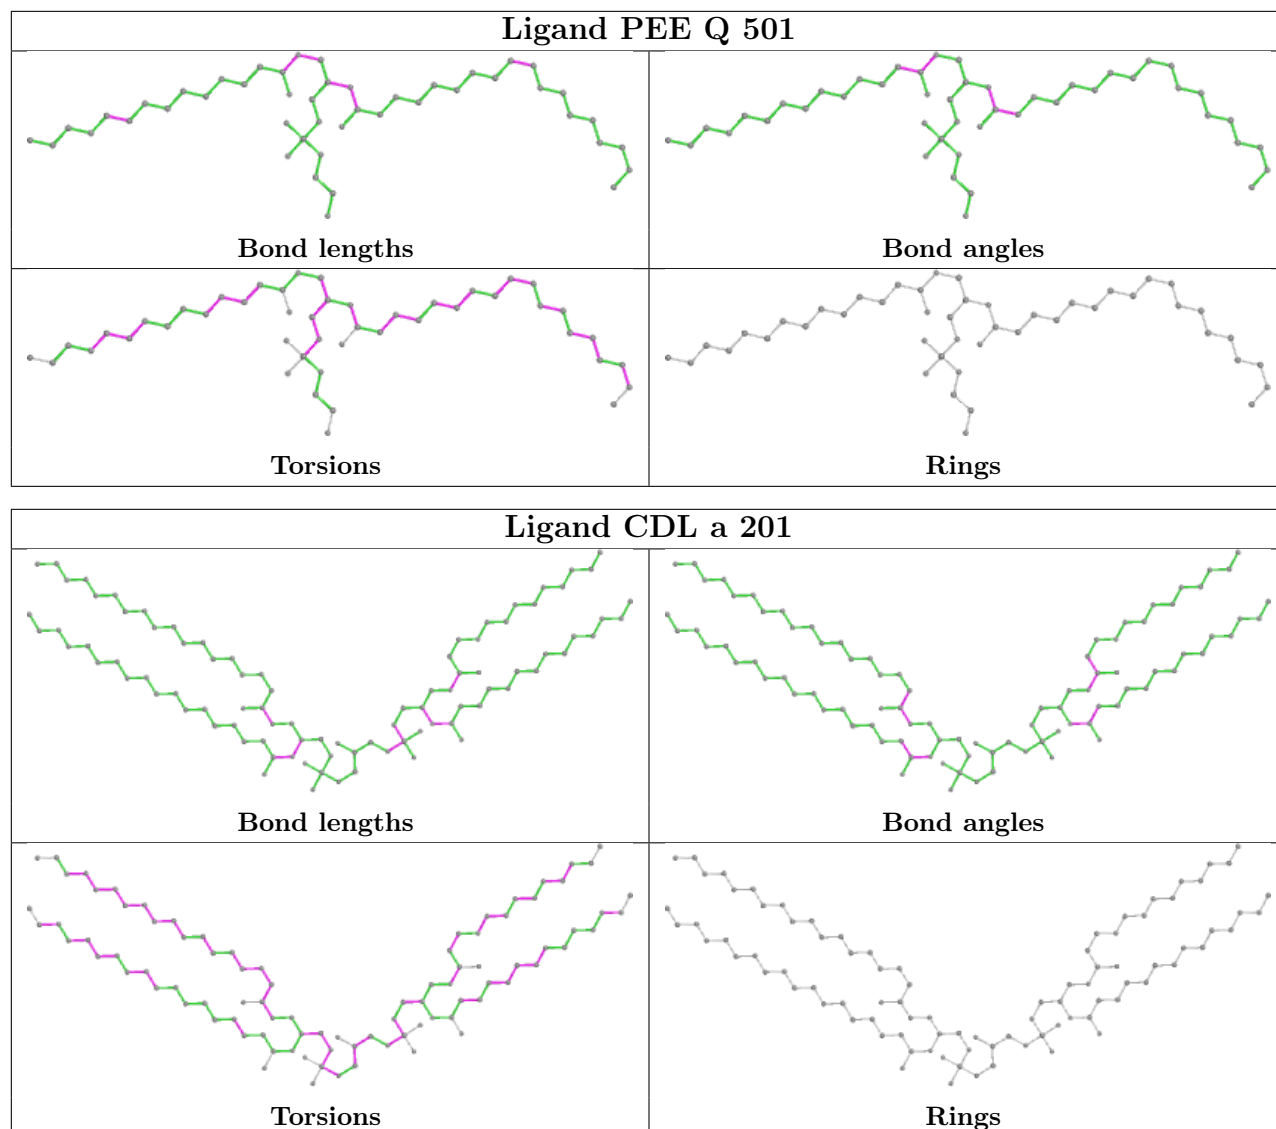 Ligand PEE Q 501
Bond lengths
Bond angles
Torsions
Rings
Ligand CDL a 201
Bond lengths
Bond angles
Torsions
Rings